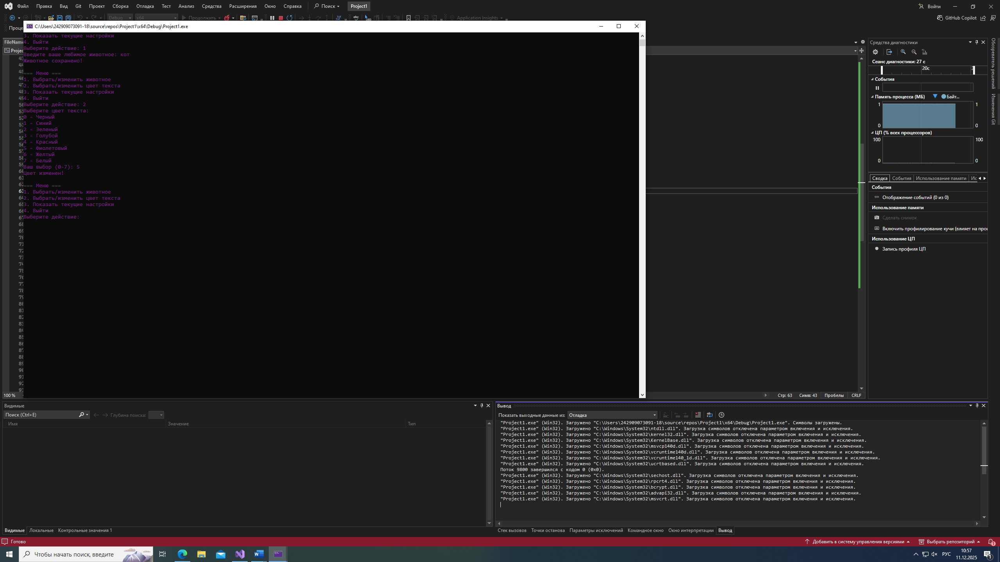 Файл Правка Вид Git Проект Сборка Отладка Тест Анализ Средства Расширения Окно Справка Поиск Project1 Войти
Debug x64 Продолжить Application Insights GitHub Copilot
C:\Users\242909073091-18\source\repos\Project1\x64\Debug\Project1.exe
3. Показать текущие настройки
4. Выйти
Выберите действие: 1
Введите ваше любимое животное: кот
Животное сохранено!
=== Меню ===
1. Выбрать/изменить животное
2. Выбрать/изменить цвет текста
3. Показать текущие настройки
4. Выйти
Выберите действие: 2
Выберите цвет текста:
0 - Черный
1 - Синий
2 - Зеленый
3 - Голубой
4 - Красный
5 - Фиолетовый
6 - Желтый
7 - Белый
Ваш выбор (0-7): 5
Цвет изменен!
=== Меню ===
1. Выбрать/изменить животное
2. Выбрать/изменить цвет текста
3. Показать текущие настройки
4. Выйти
Выберите действие:
100 %
Стр: 63 Симв: 43 Пробелы CRLF
Средства диагностики
Сеанс диагностики: 27 с
20с
События
Память процесса (МБ) Байт...
1 1
0 0
ЦП (% всех процессоров)
100 100
0 0
Сводка События Использование памяти Ис
События
Отображение событий (0 из 0)
Использование памяти
Сделать снимок
Включить профилирование кучи (влияет на
Использование ЦП
Запись профиля ЦП
Обозреватель решений
Изменения Git
Видимые
Поиск (Ctrl+E) Глубина поиска:
Имя Значение Тип
Видимые Локальные Контрольные значения 1
Вывод
Показать выходные данные из: Отладка
"Project1.exe" (Win32). Загружено "C:\Users\242909073091-18\source\repos\Project1\x64\Debug\Project1.exe". Символы загружены.
"Project1.exe" (Win32). Загружено "C:\Windows\System32\ntdll.dll". Загрузка символов отключена параметром включения и исключения.
"Project1.exe" (Win32). Загружено "C:\Windows\System32\kernel32.dll". Загрузка символов отключена параметром включения и исключения.
"Project1.exe" (Win32). Загружено "C:\Windows\System32\KernelBase.dll". Загрузка символов отключена параметром включения и исключения.
"Project1.exe" (Win32). Загружено "C:\Windows\System32\msvcp140d.dll". Загрузка символов отключена параметром включения и исключения.
"Project1.exe" (Win32). Загружено "C:\Windows\System32\vcruntime140d.dll". Загрузка символов отключена параметром включения и исключения.
"Project1.exe" (Win32). Загружено "C:\Windows\System32\vcruntime140_1d.dll". Загрузка символов отключена параметром включения и исключения.
"Project1.exe" (Win32). Загружено "C:\Windows\System32\ucrtbased.dll". Загрузка символов отключена параметром включения и исключения.
Поток 9800 завершился с кодом 0 (0x0).
"Project1.exe" (Win32). Загружено "C:\Windows\System32\sechost.dll". Загрузка символов отключена параметром включения и исключения.
"Project1.exe" (Win32). Загружено "C:\Windows\System32\rpcrt4.dll". Загрузка символов отключена параметром включения и исключения.
"Project1.exe" (Win32). Загружено "C:\Windows\System32\bcrypt.dll". Загрузка символов отключена параметром включения и исключения.
"Project1.exe" (Win32). Загружено "C:\Windows\System32\advapi32.dll". Загрузка символов отключена параметром включения и исключения.
"Project1.exe" (Win32). Загружено "C:\Windows\System32\msvcrt.dll". Загрузка символов отключена параметром включения и исключения.
Стек вызовов Точки останова Параметры исключений Командное окно Окно интерпретации Вывод
Готово Добавить в систему управления версиями Выбрать репозиторий 1
Чтобы начать поиск, введите РУС 10:57
11.12.2025 1